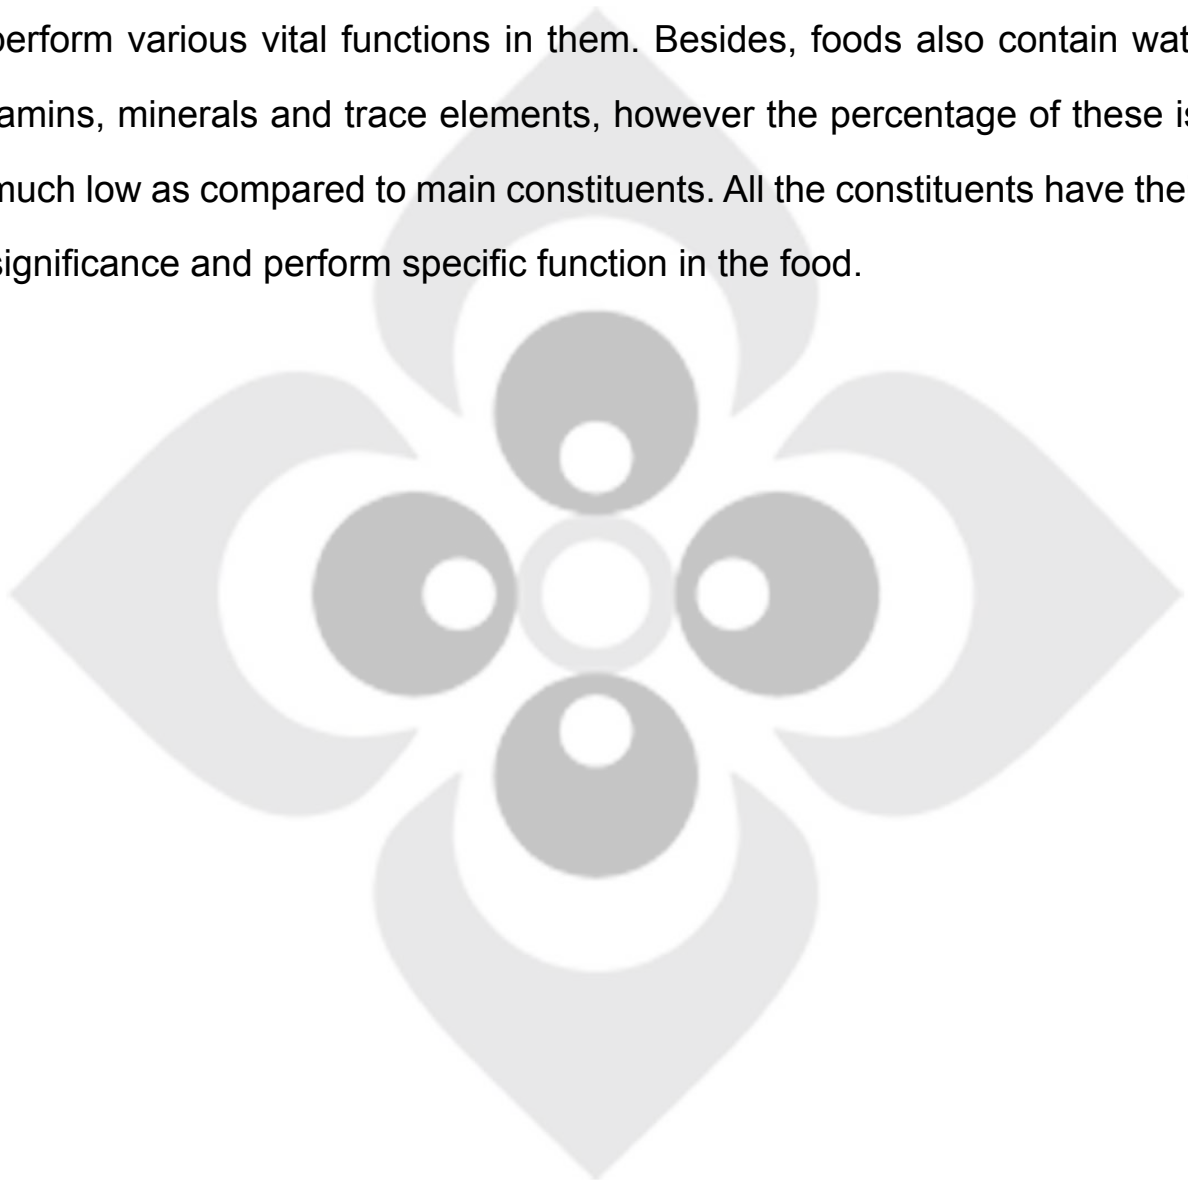 perform various vital functions in them. Besides, foods also contain wat
amins, minerals and trace elements, however the percentage of these is
much low as compared to main constituents. All the constituents have the
significance and perform specific function in the food.